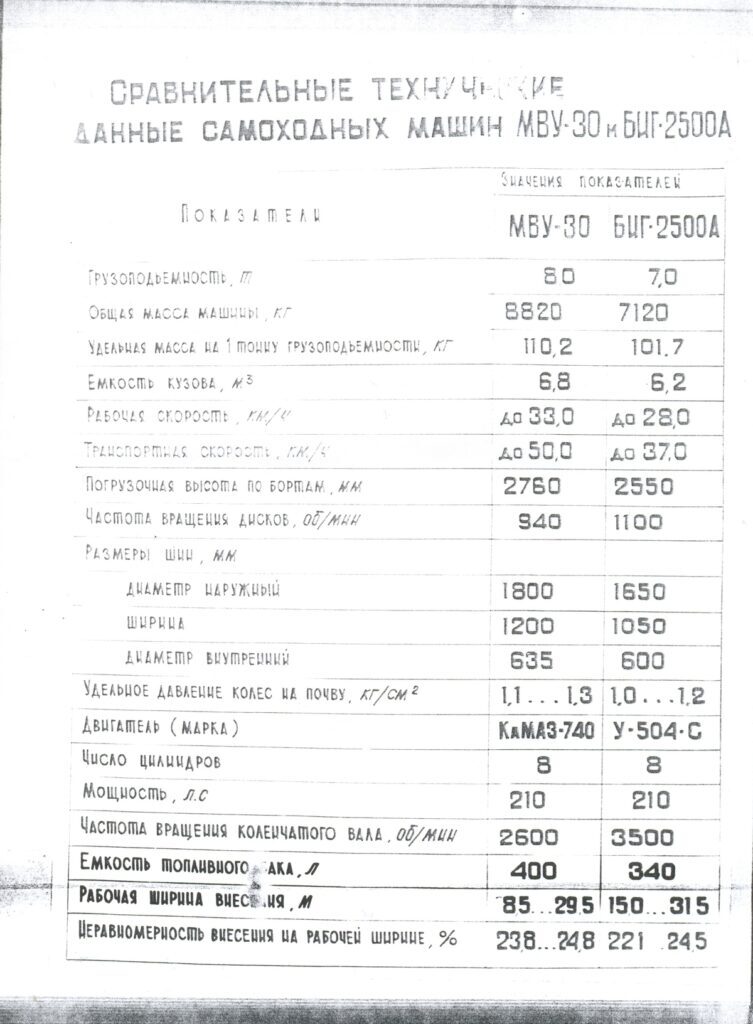 Сравнительные технические
данные самоходных машин МВУ-30 и БИГ-2500А
Значения показателей
Показатели
МВУ-30 БИГ-2500А
Грузоподъемность, т 8 0 7,0
Общая масса машины, кг 8820 7120
Удельная масса на 1 тонну грузоподъемности, кг 110,2 101.7
Емкость кузова, м³ 6,8 6,2
Рабочая скорость, км/ч до 33,0 до 28,0
Транспортная скорость, км/ч до 50,0 до 37,0
Погрузочная высота по бортам, мм 2760 2550
Частота вращения дисков, об/мин 940 1100
Размеры шин, мм
диаметр наружный 1800 1650
ширина 1200 1050
диаметр внутренний 635 600
Удельное давление колес на почву, кг/см² 1,1...1,3 1,0...1,2
Двигатель (марка) КаМАЗ-740 У-504-С
Число цилиндров 8 8
Мощность, л.с 210 210
Частота вращения коленчатого вала, об/мин 2600 3500
Емкость топливного бака, л 400 340
Рабочая ширина внесения, м 8 5...29 5 15 0...31 5
Неравномерность внесения на рабочей ширине, % 23,8...24,8 22 1 24,5